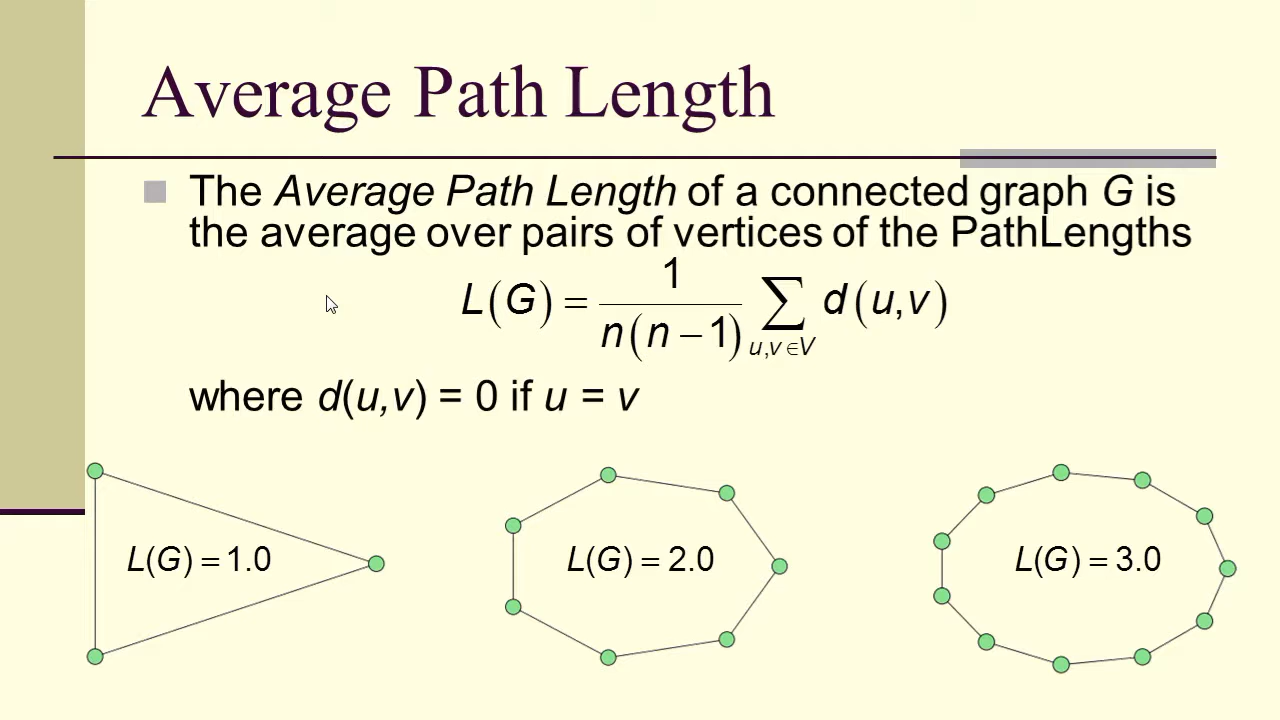 Average Path Length
The Average Path Length of a connected graph G is
the average over pairs of vertices of the PathLengths
L(G) = 1 / n(n − 1) ∑ u,v∈V d(u,v)
where d(u,v) = 0 if u = v
L(G) = 1.0
L(G) = 2.0
L(G) = 3.0